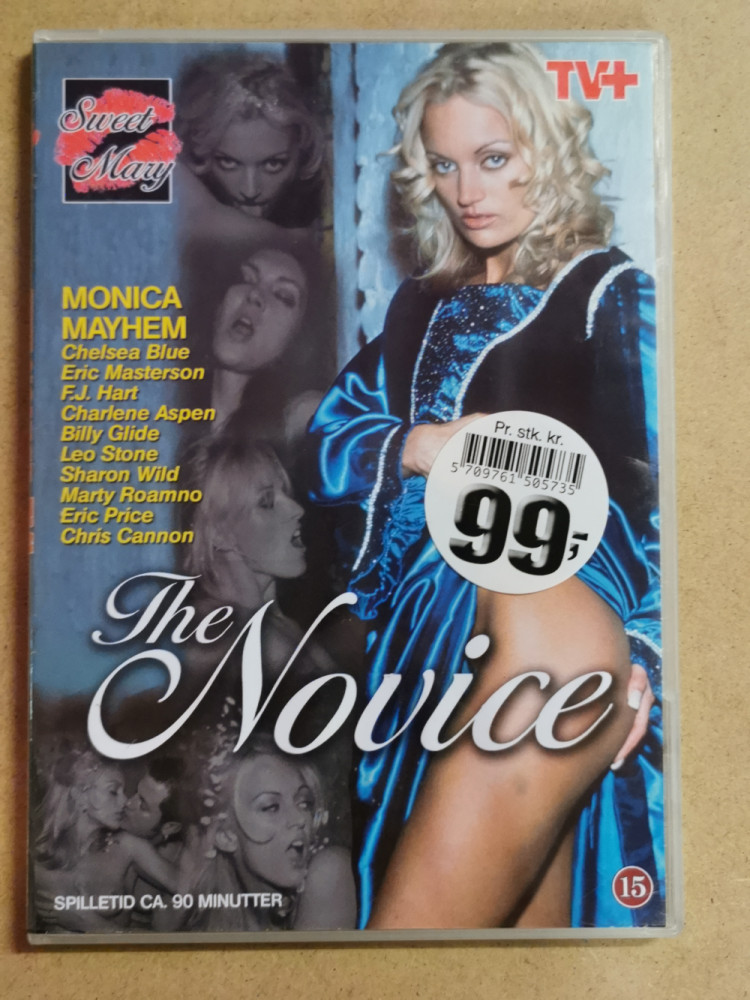 Sweet
Mary
TV+
MONICA
MAYHEM
Chelsea Blue
Eric Masterson
F.J. Hart
Charlene Aspen
Billy Glide
Leo Stone
Sharon Wild
Marty Roamno
Eric Price
Chris Cannon
Pr. stk. kr.
5 709761 505735
99,-
The
Novice
SPILLETID CA. 90 MINUTTER
15